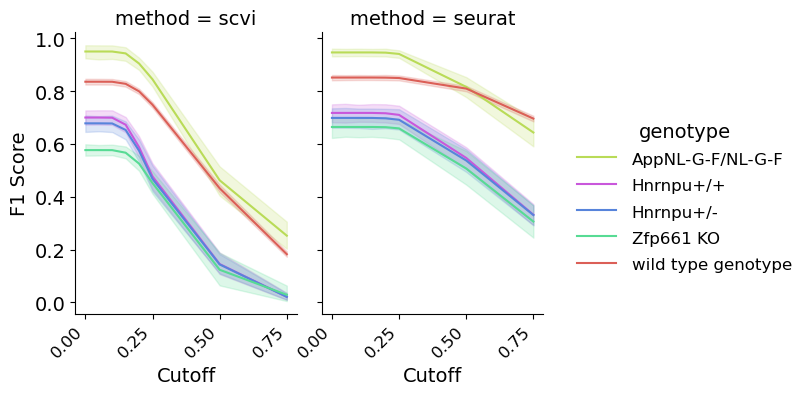 method = scvi
method = seurat
F1 Score
1.0
0.8
0.6
0.4
0.2
0.0
0.00
0.25
0.50
0.75
Cutoff
0.00
0.25
0.50
0.75
Cutoff
genotype
AppNL-G-F/NL-G-F
Hnrnpu+/+
Hnrnpu+/-
Zfp661 KO
wild type genotype